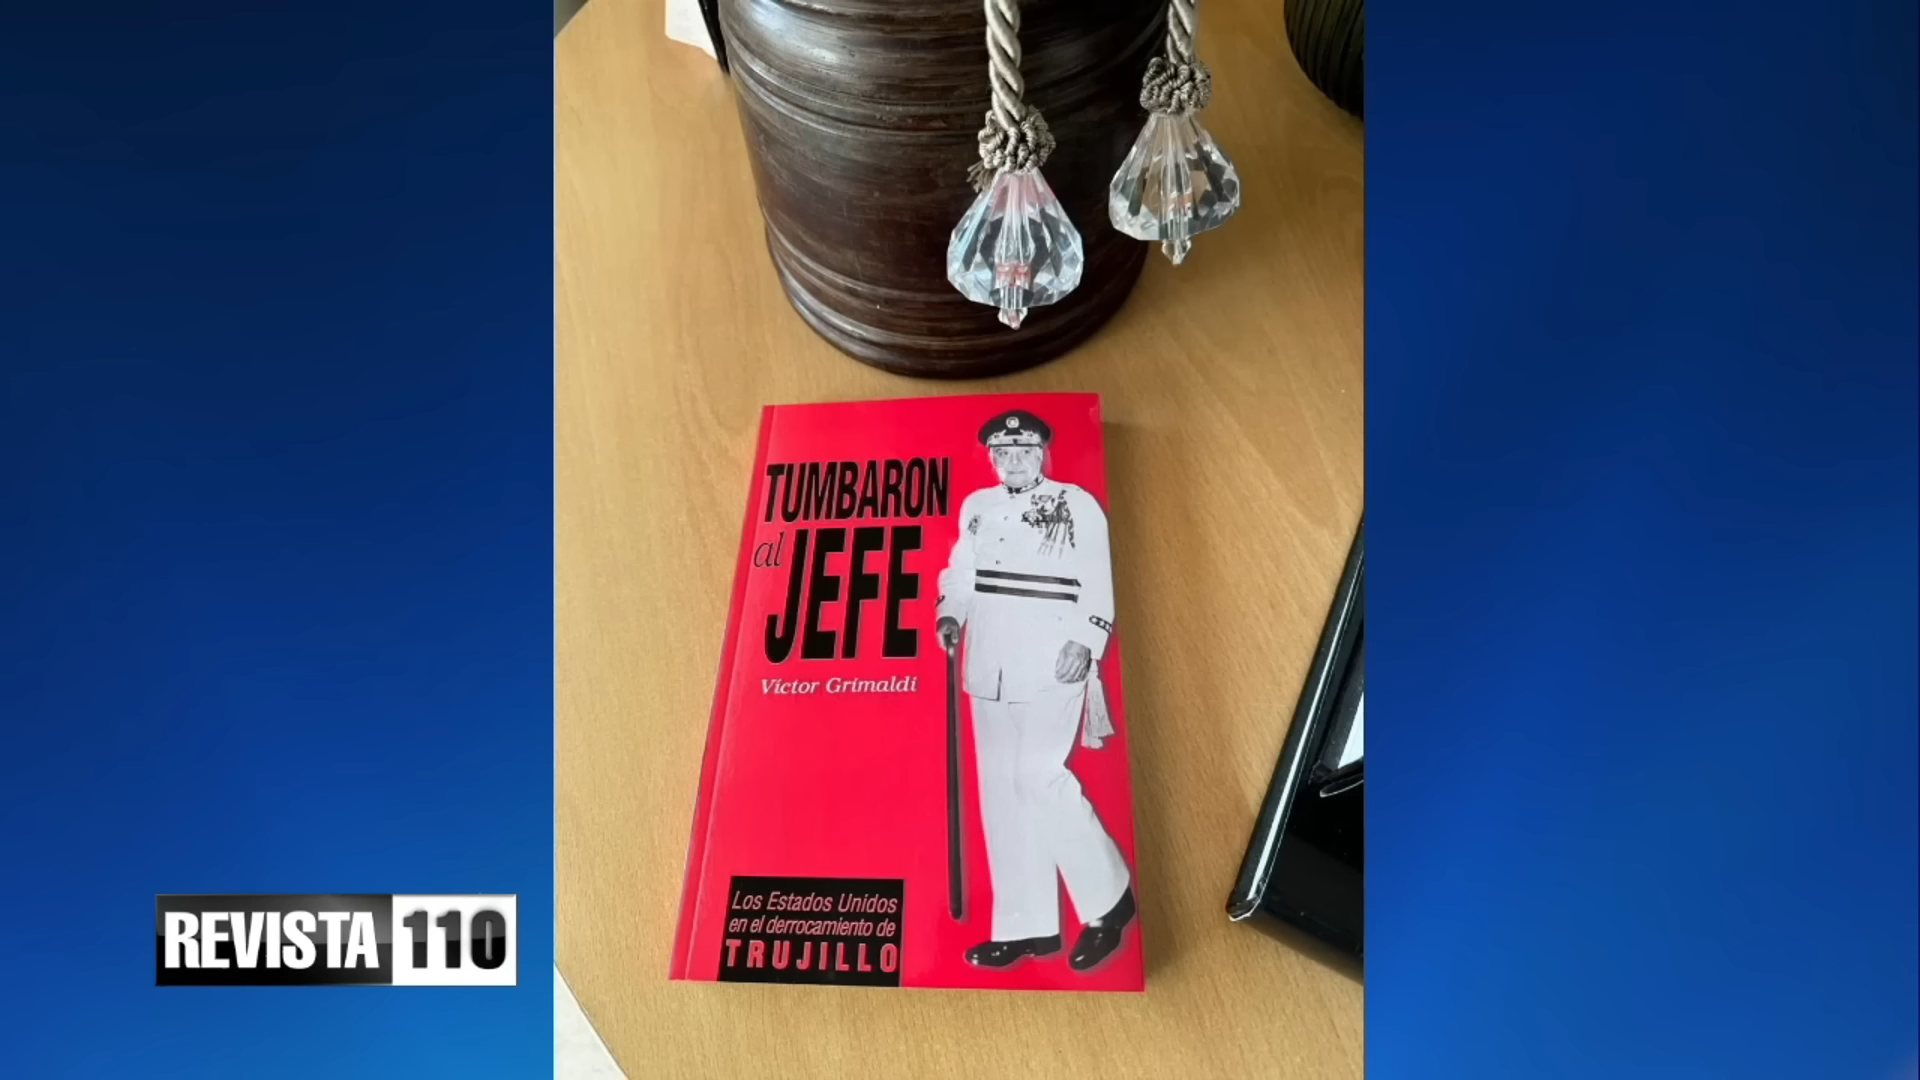 TUMBARON
al JEFE
Víctor Grimaldi
Los Estados Unidos
en el derrocamiento de
TRUJILLO
REVISTA 110